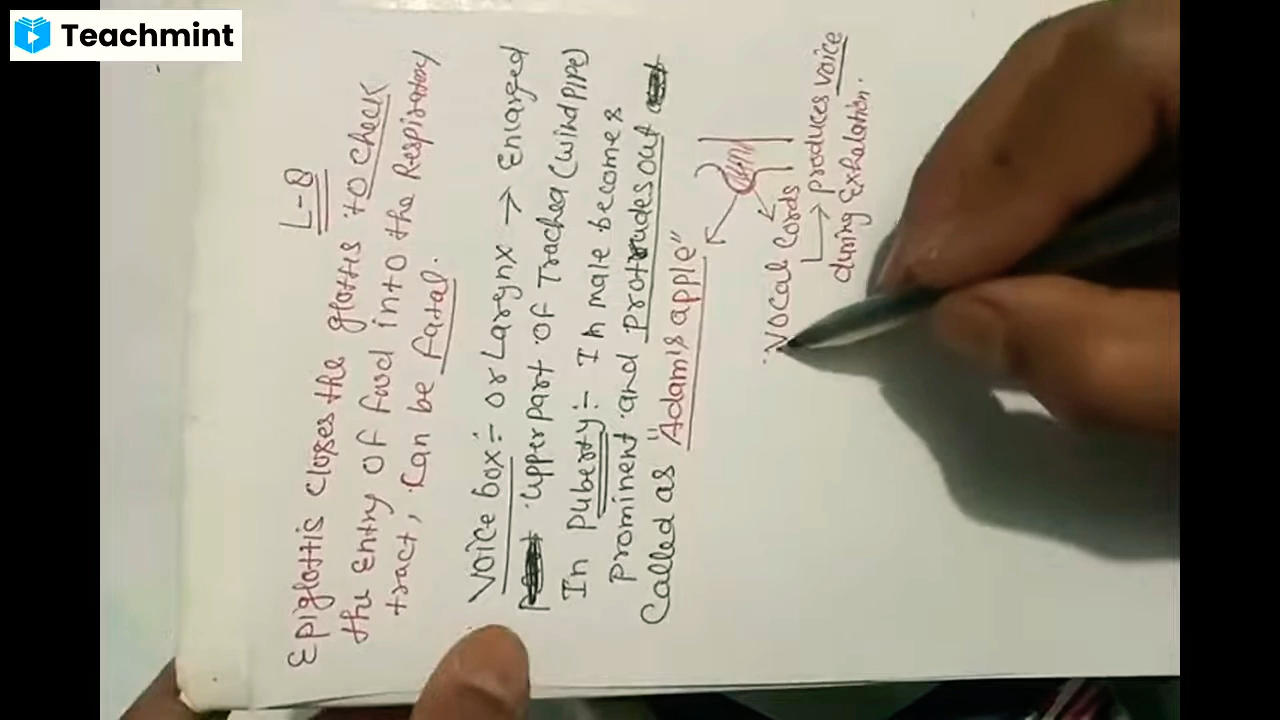 Teachmint
L-8
Epiglottis closes the glottis to check
the Entry of food into the Respiratory
tract, Can be fatal.
Voice box:- or Larynx → Enlarged
upper part of Trachea (wind PiPe)
In Puberty:- In male becomes
Prominent and Protrudes out
Called as "Adam's apple"
Vocal Cords
→ produces voice
during Exhalation.